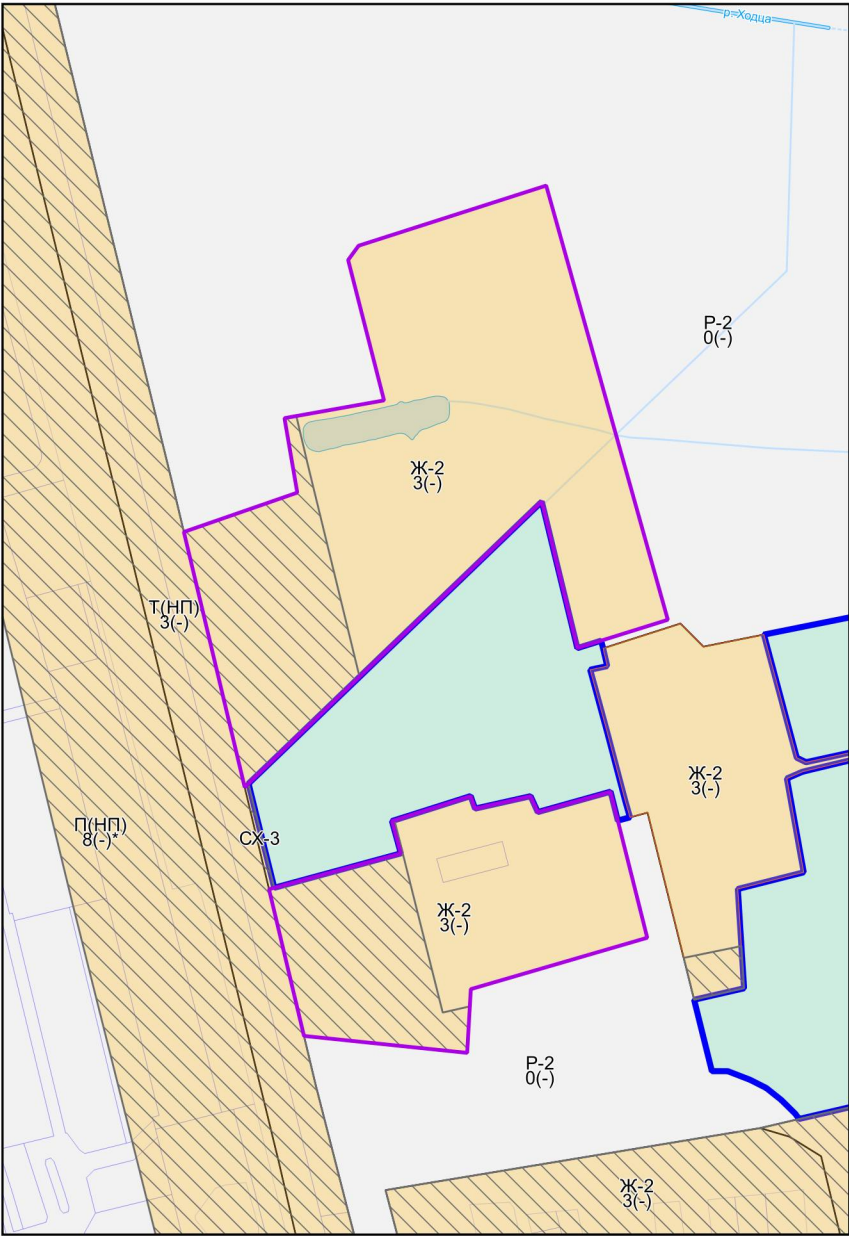 р. Ходца
Р-2
0(-)
Ж-2
3(-)
Т(НП)
3(-)
Ж-2
3(-)
П(НП)
8(-)*
СХ-3
Ж-2
3(-)
Р-2
0(-)
Ж-2
3(-)